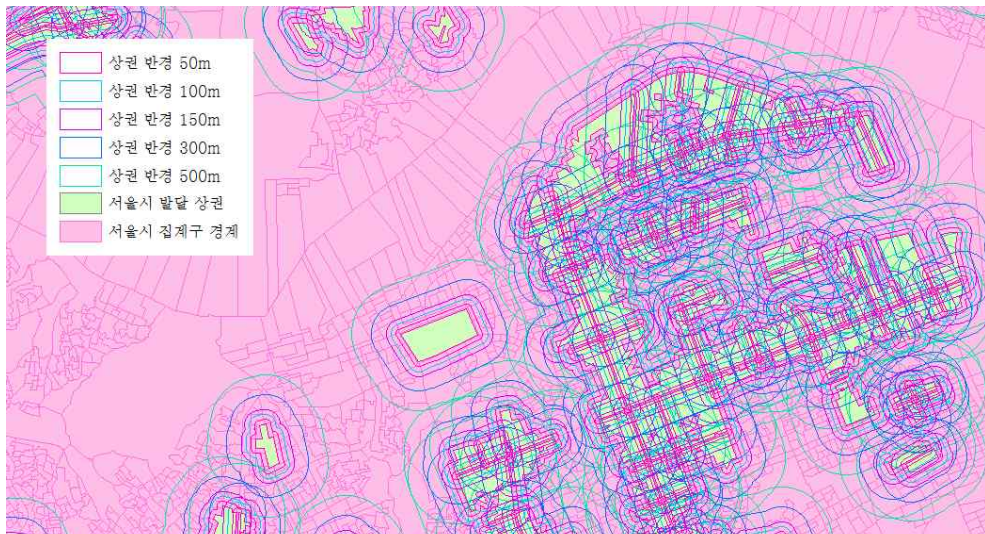 상권 반경 50m
상권 반경 100m
상권 반경 150m
상권 반경 300m
상권 반경 500m
서울시 발달 상권
서울시 집계구 경계